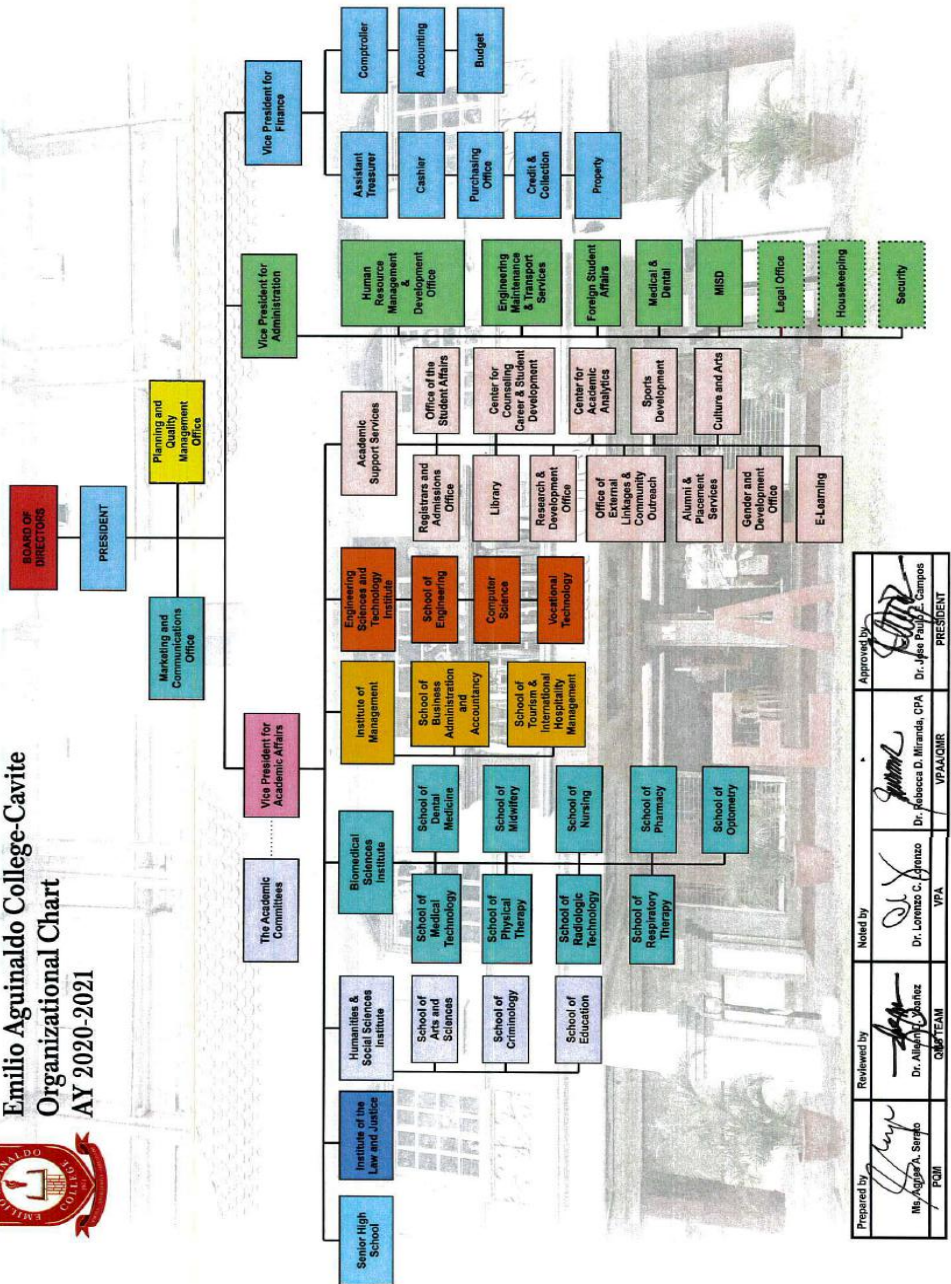 EMILIO
COLLEGE
Emilio Aguinaldo College-Cavite
Organizational Chart
AY 2020-2021
BOARD OF
DIRECTORS
PRESIDENT
Marketing and
Communications
Office
Planning and
Quality
Management
Office
The Academic
Committees
Vice President for
Academic Affairs
Vice President for
Administration
Vice President for
Finance
Senior High
School
Institute of the
Law and Justice
Humanities &
Social Sciences
Institute
School of
Arts and
Sciences
School of
Criminology
School of
Education
Biomedical
Sciences
Institute
School of
Medical
Technology
School of
Dental
Medicine
School of
Physical
Therapy
School of
Midwifery
School of
Radiologic
Technology
School of
Nursing
School of
Respiratory
Therapy
School of
Pharmacy
School of
Optometry
Institute of
Management
School of
Business
Administration
and
Accountancy
School of
Tourism &
International
Hospitality
Management
Engineering
Sciences and
Technology
Institute
School of
Engineering
Computer
Science
Vocational
Technology
Academic
Support Services
Registrars and
Admissions
Office
Office of the
Student Affairs
Library
Center for
Counseling
Career & Student
Development
Research &
Development
Office
Center for
Academic
Analytics
Office of
External
Linkages &
Community
Outreach
Sports
Development
Alumni &
Placement
Services
Culture and Arts
Gender and
Development
Office
E-Learning
Human
Resource
Management
&
Development
Office
Engineering
Maintenance
& Transport
Services
Foreign Student
Affairs
Medical &
Dental
MISD
Legal Office
Housekeeping
Security
Assistant
Treasurer
Cashier
Purchasing
Office
Credit &
Collection
Property
Comptroller
Accounting
Budget
Prepared by
Reviewed by
Noted by
Approved by
Ms. Agnes A. Serato
Dr. Lorenzo C. Lorenzo
Dr. Rebecca D. Miranda, CPA
Dr. Jose Paulo E. Campos
PQM
TEAM
VPA
VPAA/QMR
PRESIDENT